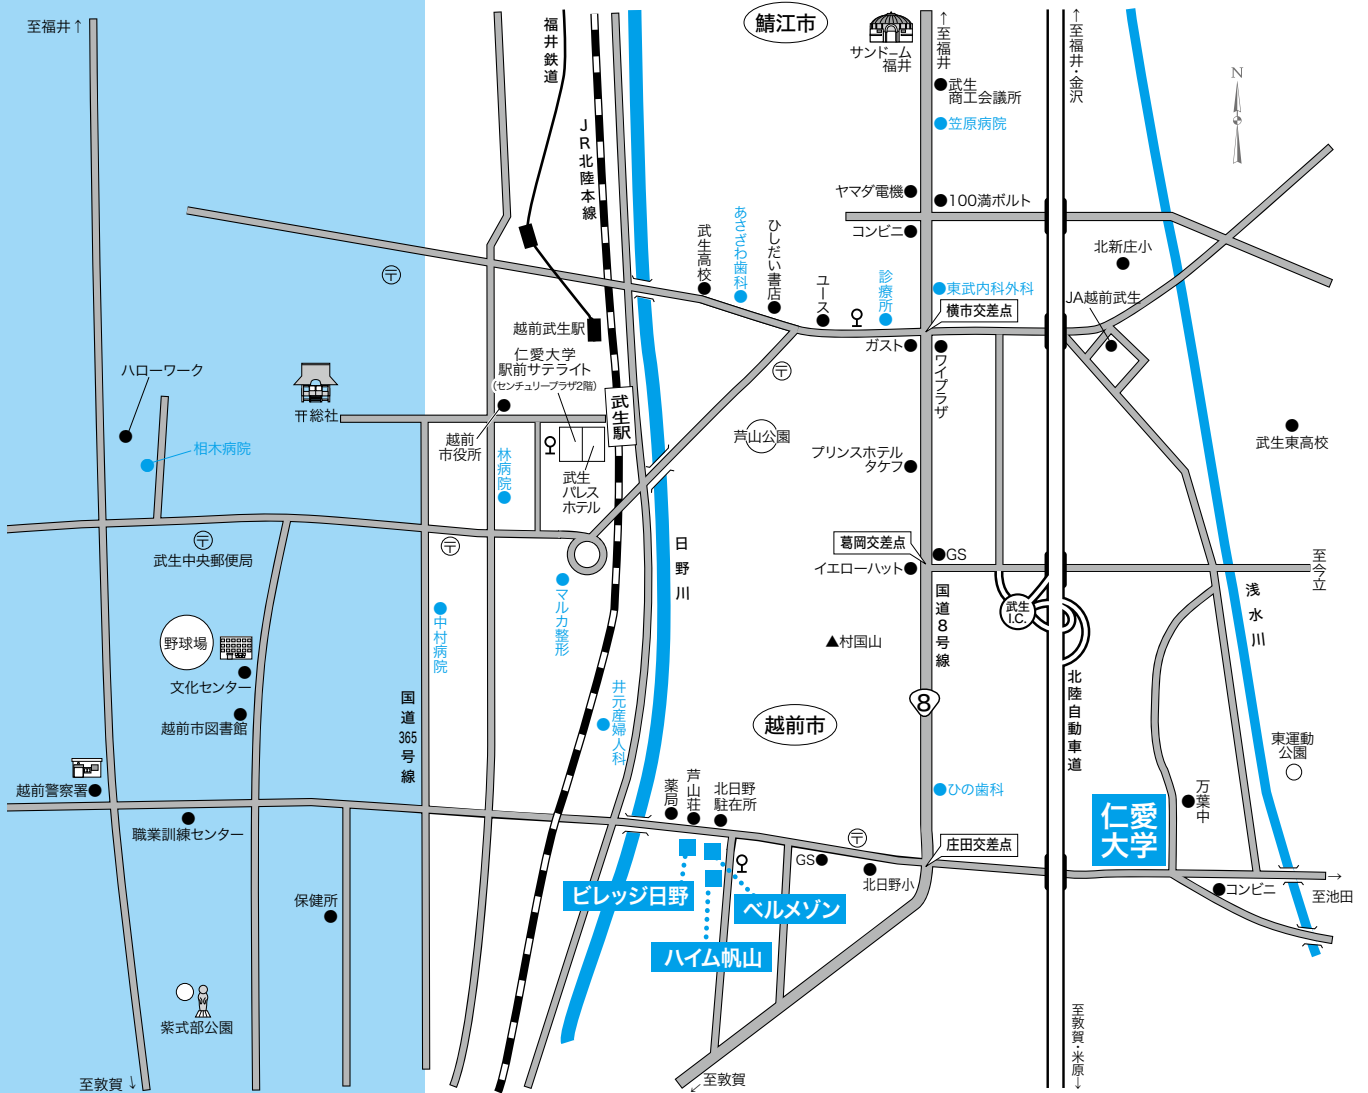 至福井↑
福井鉄道
JR北陸本線
鯖江市
サンドーム
福井
↑至福井
↑至福井・金沢
N
武生
商工会議所
笠原病院
ヤマダ電機
100満ボルト
コンビニ
武生高校
あさざわ歯科
ひしだい書店
ユース
診療所
東武内科外科
横市交差点
北新庄小
JA越前武生
ガスト
ワイプラザ
越前武生駅
仁愛大学
駅前サテライト
(センチュリープラザ2階)
武生駅
ハローワーク
总社
相木病院
越前
市役所
林病院
武生
パレス
ホテル
芦山公園
プリンスホテル
タケフ
武生東高校
〒
武生中央郵便局
〒
〒
〒
葛岡交差点
GS
イエローハット
至今立
日野川
浅水川
武生
I.C.
国道8号線
▲村国山
マルカ整形
中村病院
野球場
文化センター
越前市図書館
国道365号線
井元産婦人科
8
越前市
北陸自動車道
東運動
公園
万葉中
越前警察署
職業訓練センター
薬局
芦山荘
北日野
駐在所
ひの歯科
仁愛
大学
庄田交差点
〒
GS
北日野小
コンビニ
→
至池田
ビレッジ日野
ベルメゾン
ハイム帆山
保健所
紫式部公園
至敦賀↓
至敦賀
↙
至敦賀・米原↓